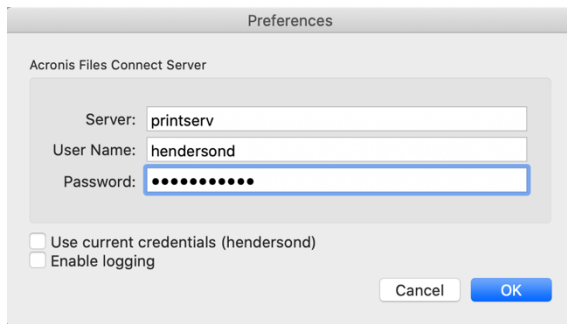 Preferences
Acronis Files Connect Server
Server: printserv
User Name: hendersond
Password: ●●●●●●●●●●●
Use current credentials (hendersond)
Enable logging
Cancel OK